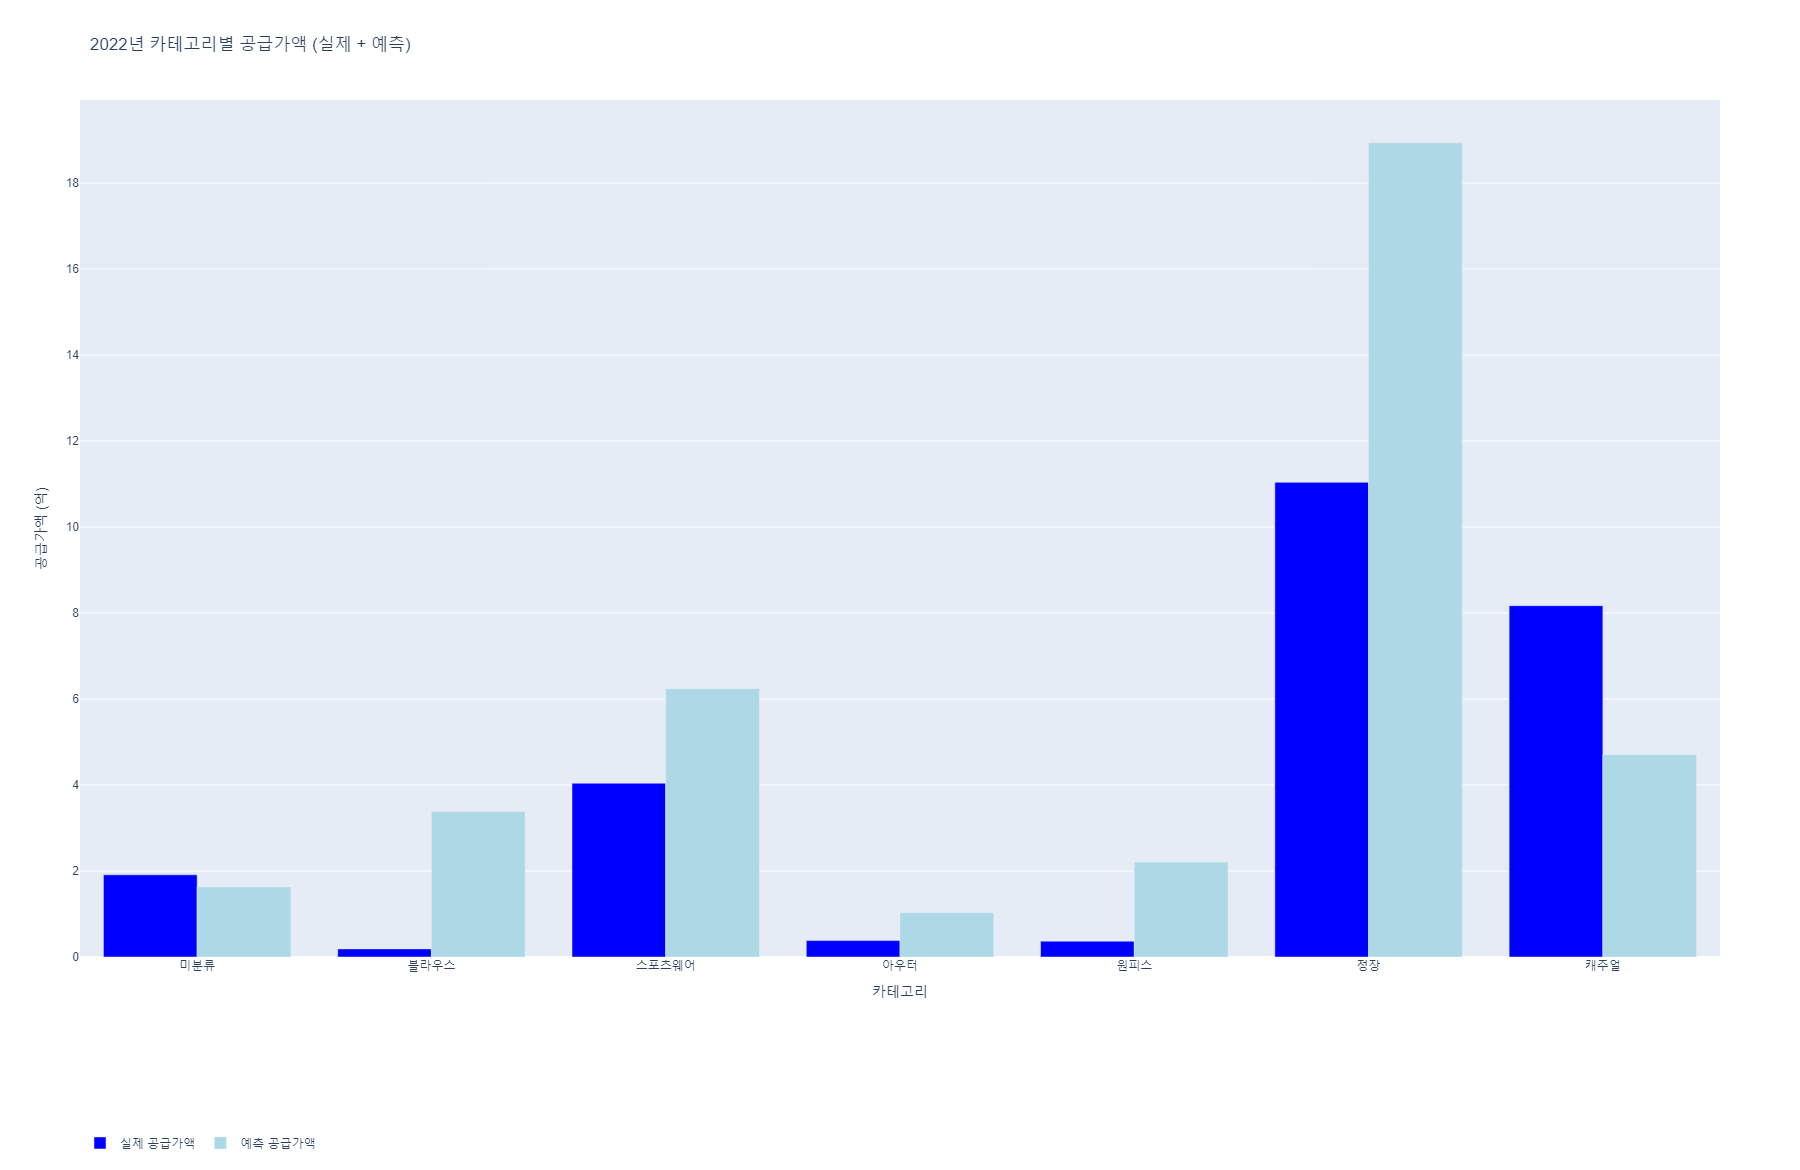 2022년 카테고리별 공급가액 (실제 + 예측)
공급가액 (억)
18
16
14
12
10
8
6
4
2
0
미분류 블라우스 스포츠웨어 아우터 원피스 정장 캐주얼
카테고리
실제 공급가액 예측 공급가액